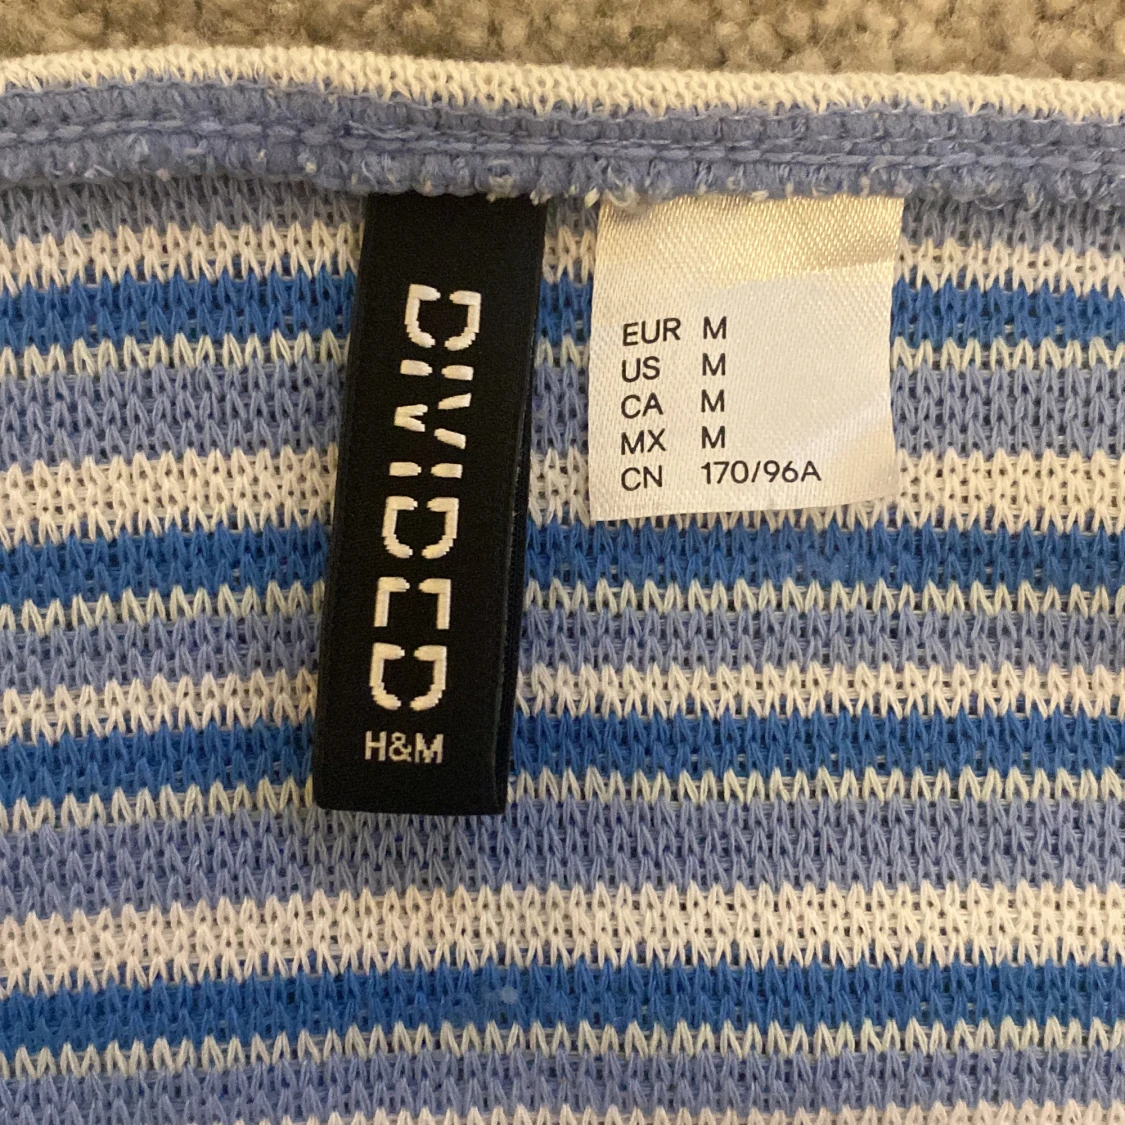 DIVIDED
H&M
EUR M
US M
CA M
MX M
CN 170/96A